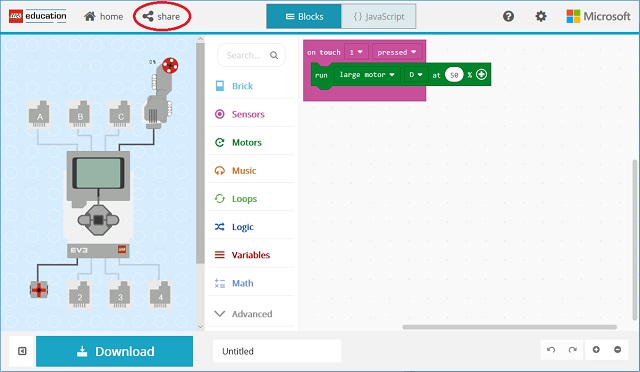 LEGO education
home
share
Blocks
{ } JavaScript
Microsoft
Search...
on touch 1 pressed
run large motor D at 50 %
0%
A
B
C
EV3
LEGO
2
3
4
Brick
Sensors
Motors
Music
Loops
Logic
Variables
Math
Advanced
Download
Untitled